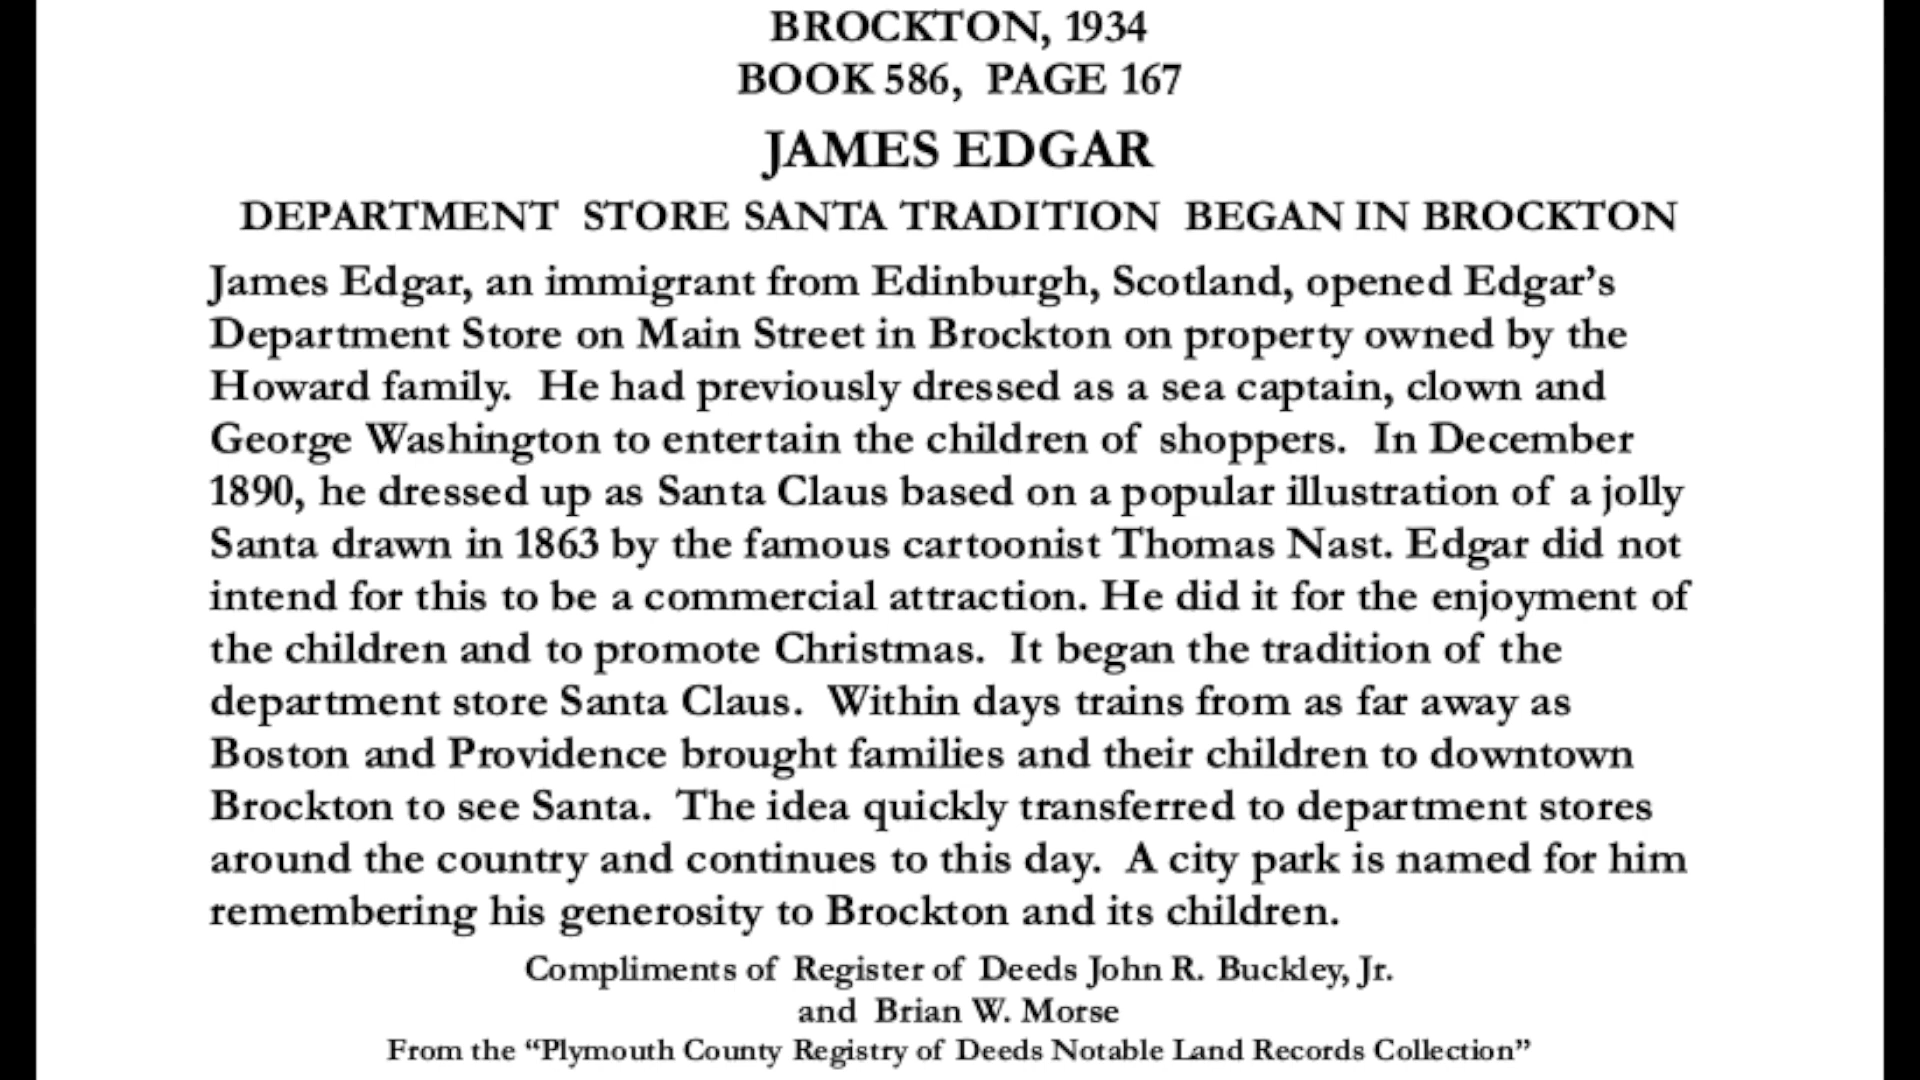 BROCKTON, 1934
BOOK 586, PAGE 167
JAMES EDGAR
DEPARTMENT STORE SANTA TRADITION BEGAN IN BROCKTON
James Edgar, an immigrant from Edinburgh, Scotland, opened Edgar’s
Department Store on Main Street in Brockton on property owned by the
Howard family. He had previously dressed as a sea captain, clown and
George Washington to entertain the children of shoppers. In December
1890, he dressed up as Santa Claus based on a popular illustration of a jolly
Santa drawn in 1863 by the famous cartoonist Thomas Nast. Edgar did not
intend for this to be a commercial attraction. He did it for the enjoyment of
the children and to promote Christmas. It began the tradition of the
department store Santa Claus. Within days trains from as far away as
Boston and Providence brought families and their children to downtown
Brockton to see Santa. The idea quickly transferred to department stores
around the country and continues to this day. A city park is named for him
remembering his generosity to Brockton and its children.
Compliments of Register of Deeds John R. Buckley, Jr.
and Brian W. Morse
From the “Plymouth County Registry of Deeds Notable Land Records Collection”